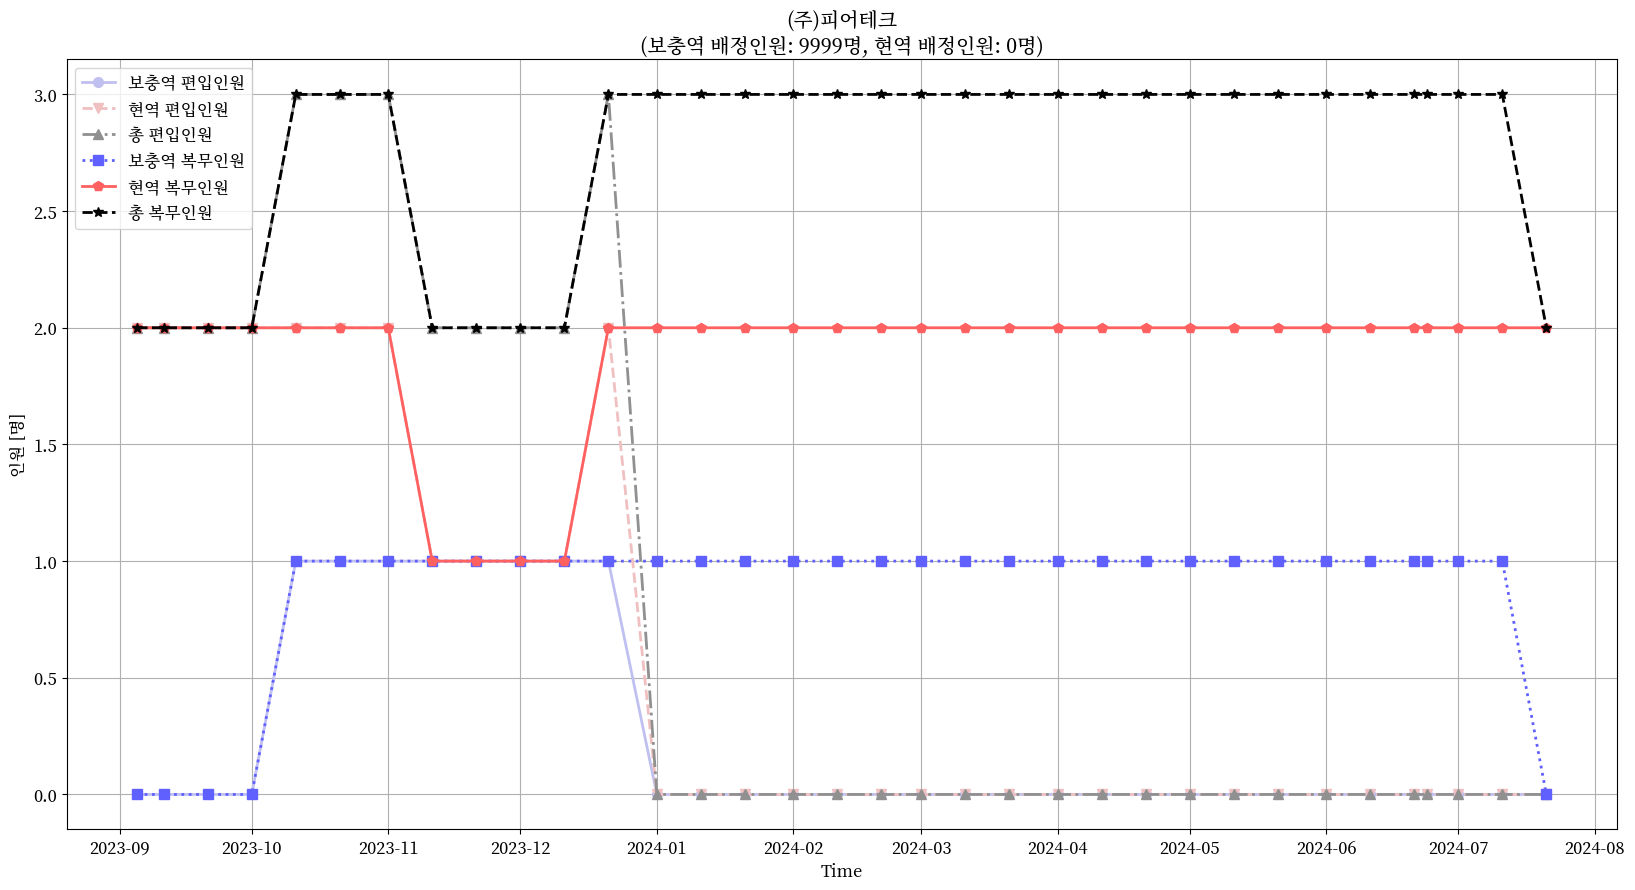 (주)피어테크
(보충역 배정인원: 9999명, 현역 배정인원: 0명)
보충역 편입인원
현역 편입인원
총 편입인원
보충역 복무인원
현역 복무인원
총 복무인원
인원 [명]
3.0
2.5
2.0
1.5
1.0
0.5
0.0
2023-09 2023-10 2023-11 2023-12 2024-01 2024-02 2024-03 2024-04 2024-05 2024-06 2024-07 2024-08
Time